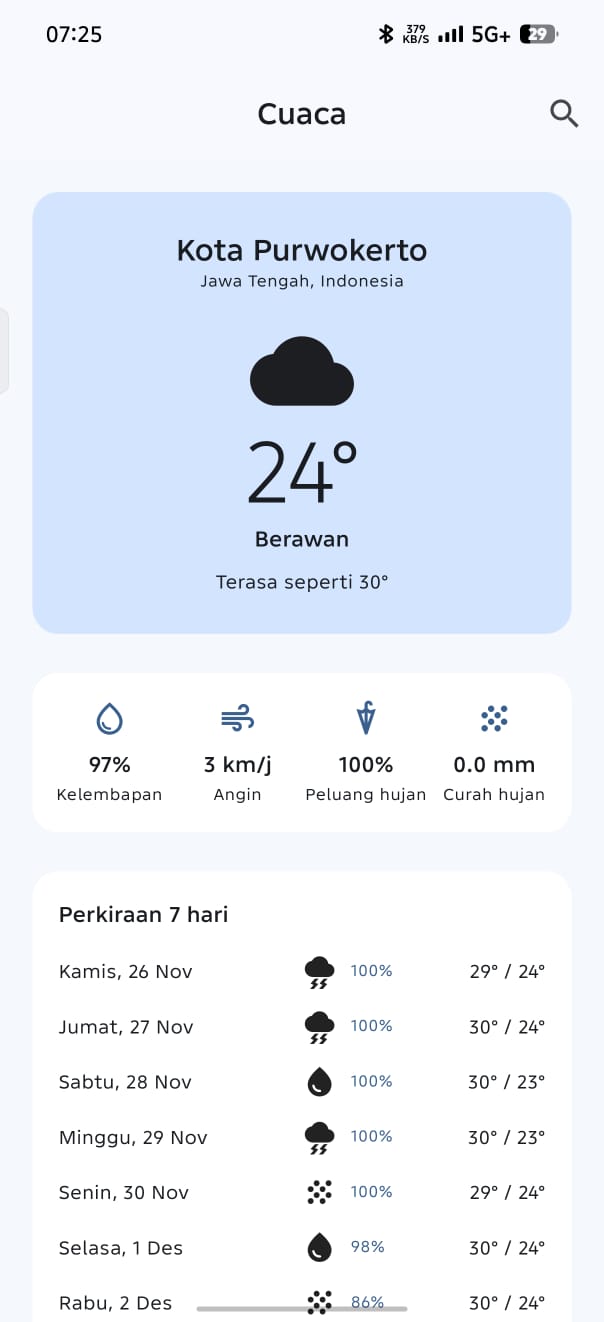 07:25
379 KB/S 5G+ 29
Cuaca
Kota Purwokerto
Jawa Tengah, Indonesia
24°
Berawan
Terasa seperti 30°
97% 3 km/j 100% 0.0 mm
Kelembapan Angin Peluang hujan Curah hujan
Perkiraan 7 hari
Kamis, 26 Nov 100% 29° / 24°
Jumat, 27 Nov 100% 30° / 24°
Sabtu, 28 Nov 100% 30° / 23°
Minggu, 29 Nov 100% 30° / 23°
Senin, 30 Nov 100% 29° / 24°
Selasa, 1 Des 98% 30° / 24°
Rabu, 2 Des 86% 30° / 24°